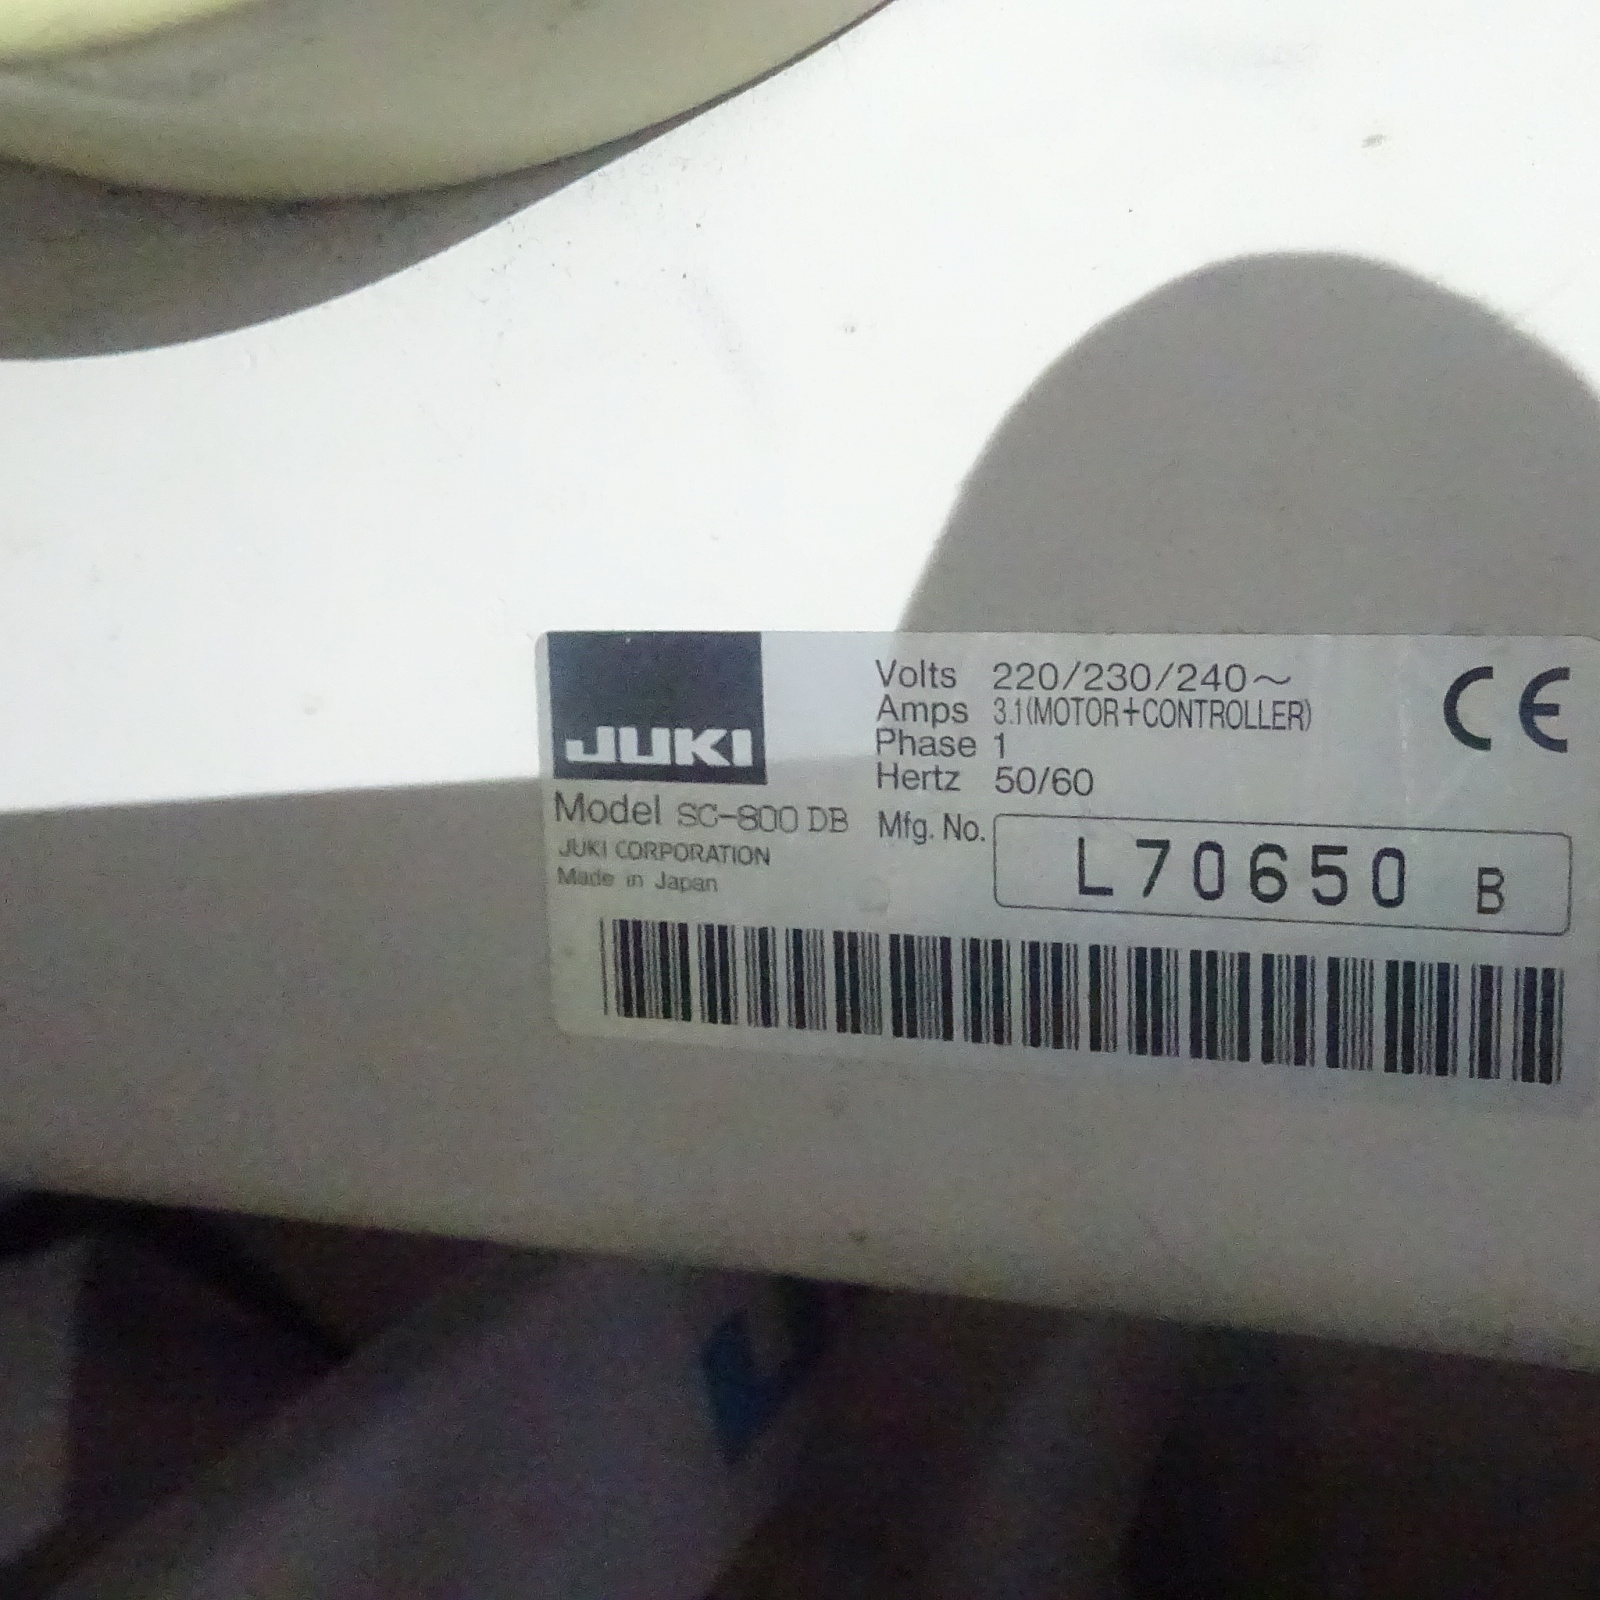 JUKI
Volts 220/230/240~
Amps 3.1(MOTOR+CONTROLLER)
Phase 1
Hertz 50/60
CE
Model SC-800 DB
JUKI CORPORATION
Made in Japan
Mfg. No. L70650 B